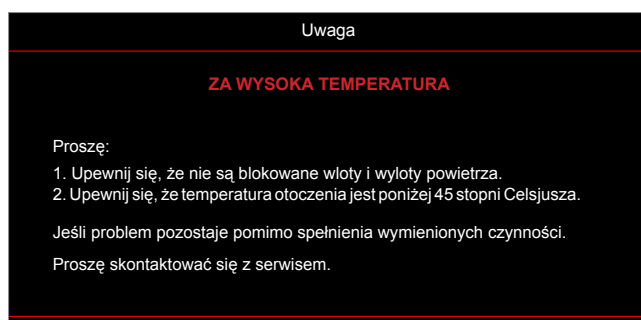 Uwaga
ZA WYSOKA TEMPERATURA
Proszę:
1. Upewnij się, że nie są blokowane wloty i wyloty powietrza.
2. Upewnij się, że temperatura otoczenia jest poniżej 45 stopni Celsjusza.
Jeśli problem pozostaje pomimo spełnienia wymienionych czynności.
Proszę skontaktować się z serwisem.